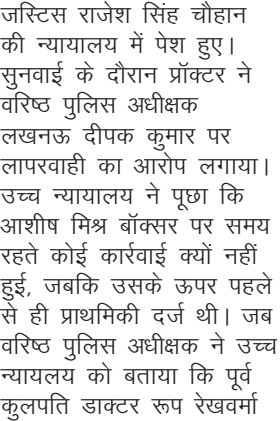 जस्टिस राजेश सिंह चौहान
की न्यायालय में पेश हुए।
सुनवाई के दौरान प्रॉक्टर ने
वरिष्ठ पुलिस अधीक्षक
लखनऊ दीपक कुमार पर
लापरवाही का आरोप लगाया।
उच्च न्यायालय ने पूछा कि
आशीष मिश्र बॉक्सर पर समय
रहते कोई कार्रवाई क्यों नहीं
हुई, जबकि उसके ऊपर पहले
से ही प्राथमिकी दर्ज थी। जब
वरिष्ठ पुलिस अधीक्षक ने उच्च
न्यायलय को बताया कि पूर्व
कुलपति डाक्टर रूप रेखवर्मा